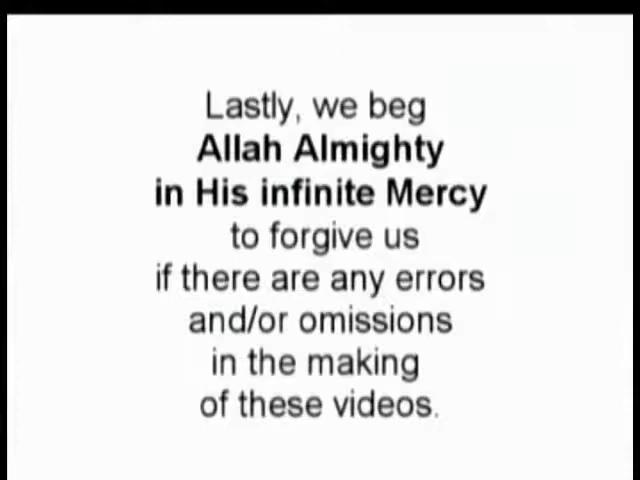 Lastly, we beg
Allah Almighty
in His infinite Mercy
to forgive us
if there are any errors
and/or omissions
in the making
of these videos.